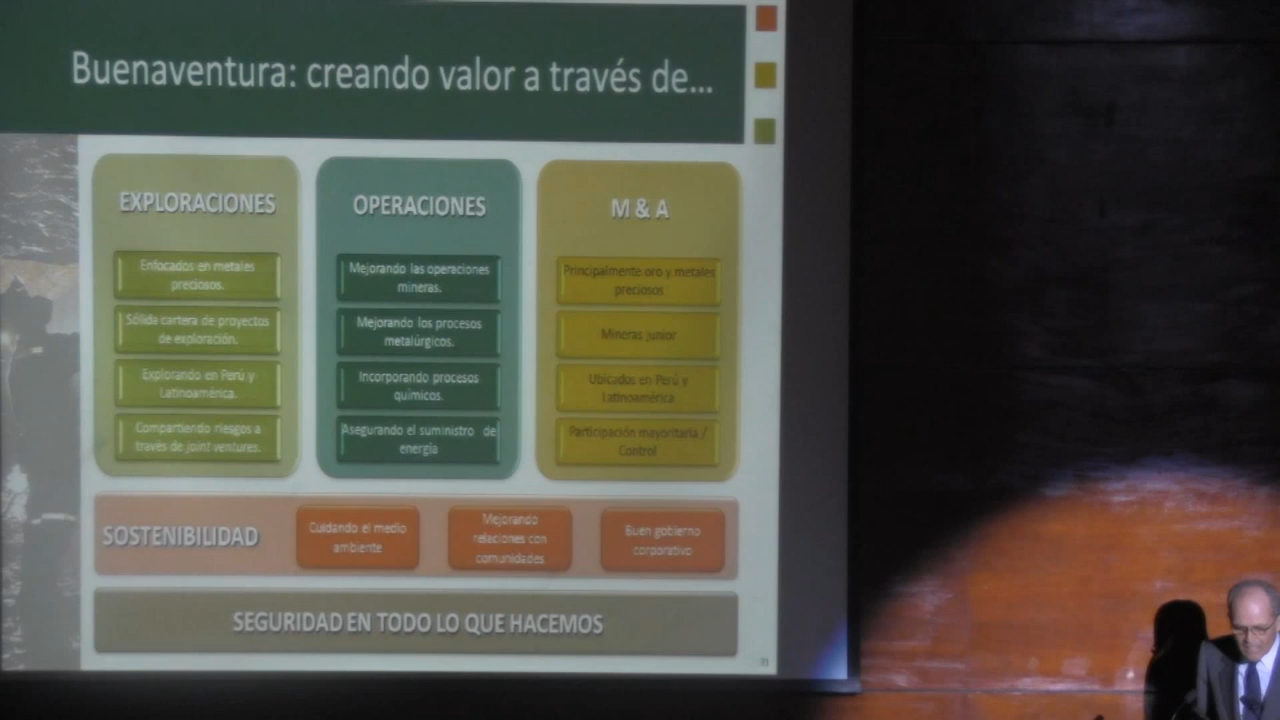 Buenaventura: creando valor a través de...
EXPLORACIONES
Enfocados en metales
preciosos.
Sólida cartera de proyectos
de exploración.
Explorando en Perú y
Latinoamérica.
Compartiendo riesgos a
través de joint ventures.
OPERACIONES
Mejorando las operaciones
mineras.
Mejorando los procesos
metalúrgicos.
Incorporando procesos
químicos.
Asegurando el suministro de
energía
M & A
Principalmente oro y metales
preciosos
Mineras junior
Ubicados en Perú y
Latinoamérica
Participación mayoritaria /
Control
SOSTENIBILIDAD
Cuidando el medio
ambiente
Mejorando
relaciones con
comunidades
Buen gobierno
corporativo
SEGURIDAD EN TODO LO QUE HACEMOS